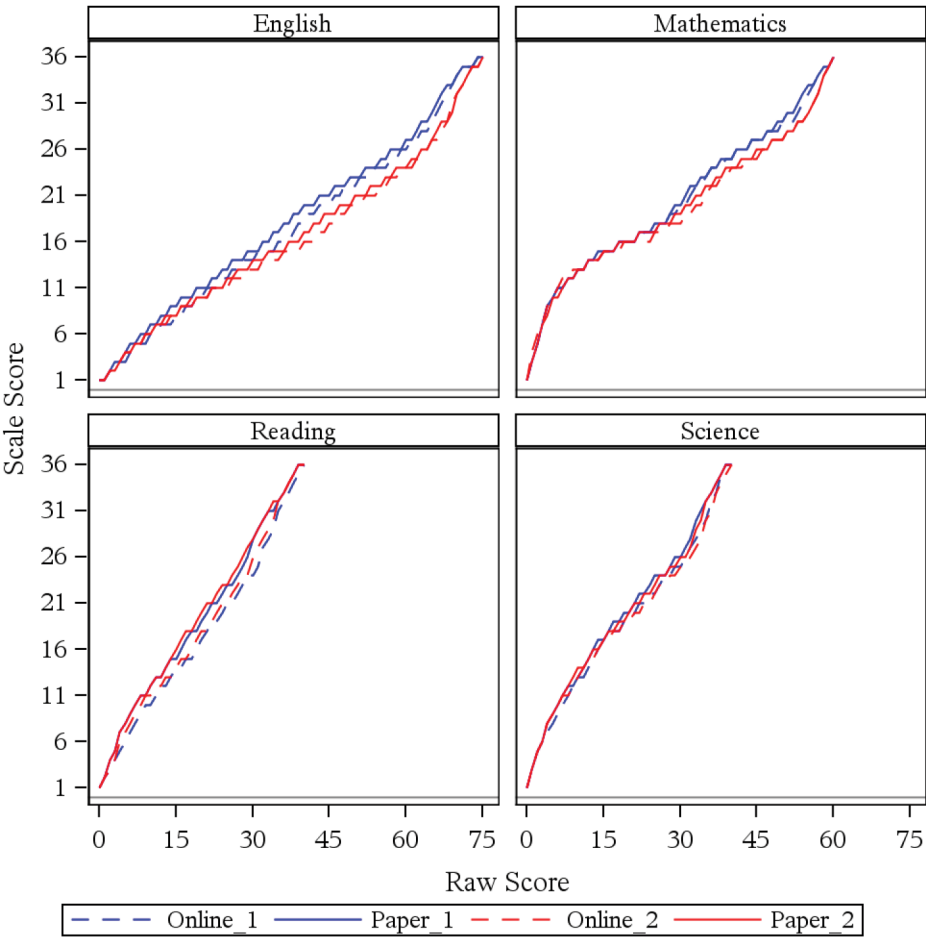 English
Mathematics
36
31
26
21
16
11
6
1
Reading
Science
36
31
26
21
16
11
6
1
Scale Score
0 15 30 45 60 75 0 15 30 45 60 75
Raw Score
Online_1 Paper_1 Online_2 Paper_2